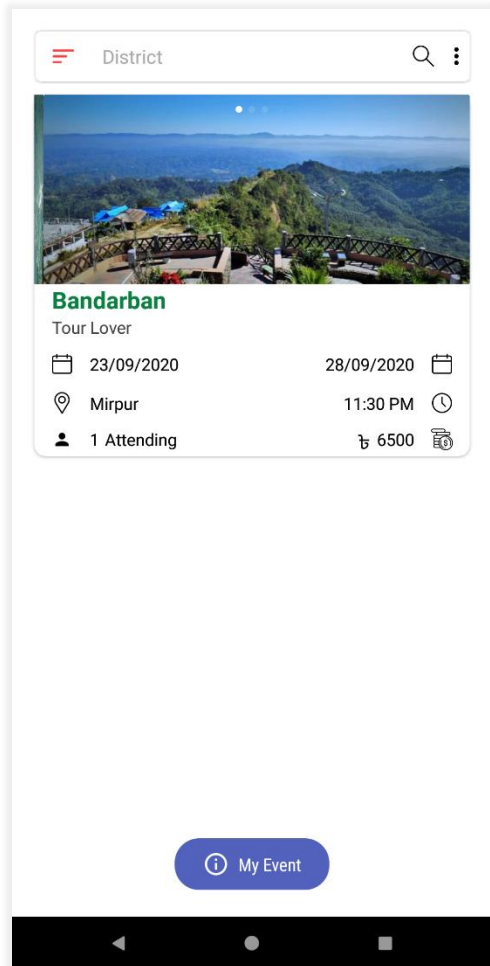 District
Bandarban
Tour Lover
23/09/2020 28/09/2020
Mirpur 11:30 PM
1 Attending ৳ 6500
My Event